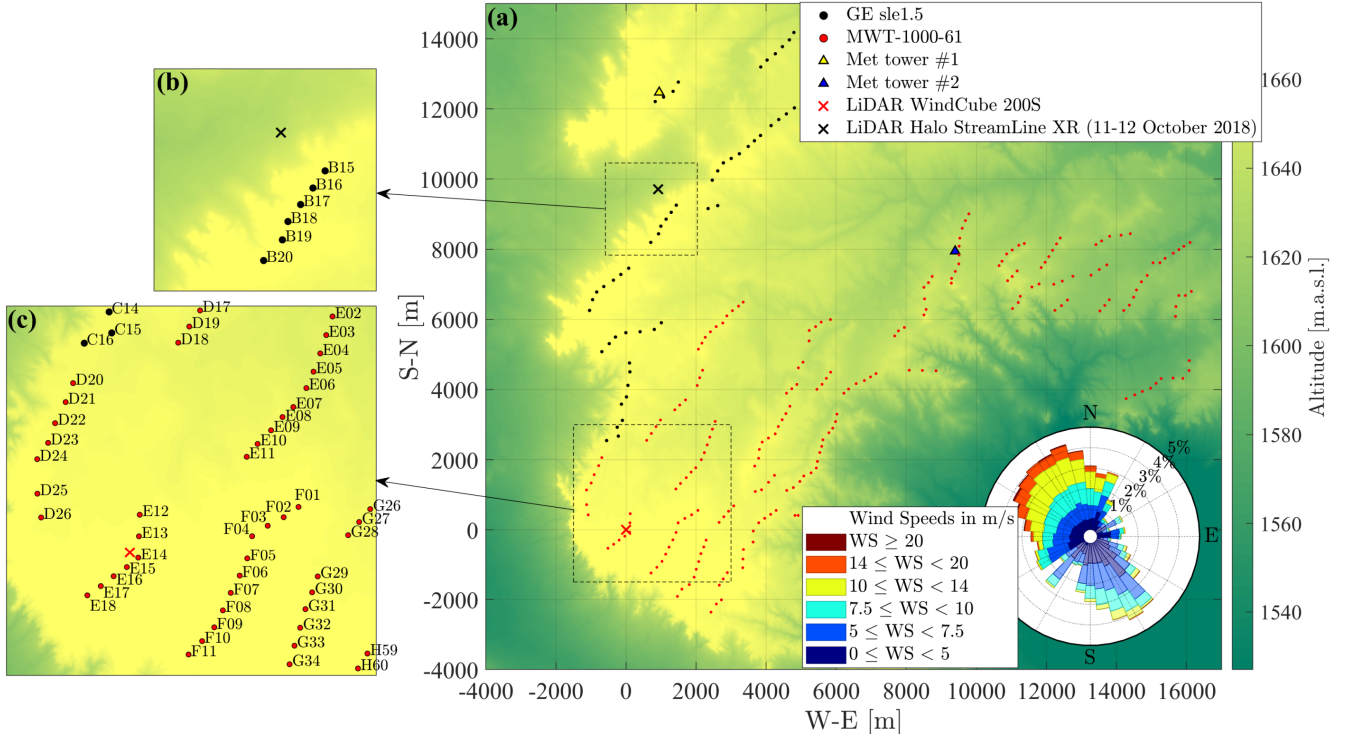 (a)
GE sle1.5
MWT-1000-61
Met tower #1
Met tower #2
LiDAR WindCube 200S
LiDAR Halo StreamLine XR (11-12 October 2018)
14000
12000
10000
8000
6000
4000
2000
0
-2000
-4000
S-N [m]
-4000 -2000 0 2000 4000 6000 8000 10000 12000 14000 16000
W-E [m]
1660
1640
1620
1600
1580
1560
1540
Altitude [m.a.s.l.]
(b)
B15
B16
B17
B18
B19
B20
(c)
C14
C15
C16
D17
D19
D18
D20
D21
D22
D23
D24
D25
D26
E02
E03
E04
E05
E06
E07
E08
E09
E10
E11
E12
E13
E14
E15
E16
E17
E18
F01
F02
F03
F04
F05
F06
F07
F08
F09
F10
F11
G26
G27
G28
G29
G30
G31
G32
G33
G34
H59
H60
Wind Speeds in m/s
WS ≥ 20
14 ≤ WS < 20
10 ≤ WS < 14
7.5 ≤ WS < 10
5 ≤ WS < 7.5
0 ≤ WS < 5
N
E
S
5%
4%
3%
2%
1%